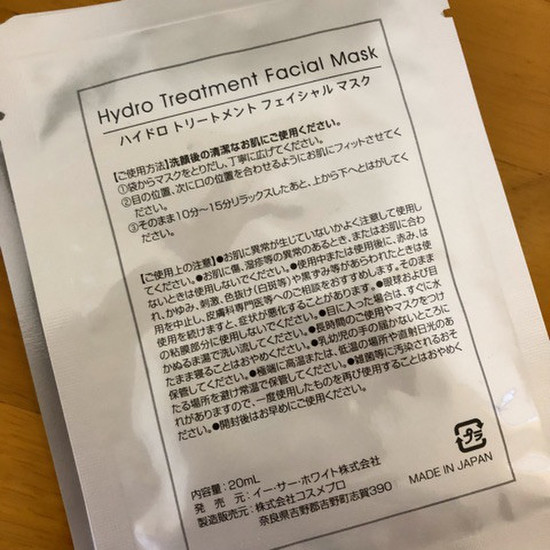 Hydro Treatment Facial Mask
ハイドロ トリートメント フェイシャル マスク
【ご使用方法】洗顔後の清潔なお肌にご使用ください。
①袋からマスクをとりだし、丁寧に広げてください。
②目の位置、次に口の位置を合わせるようにお肌にフィットさせてく
ださい。
③そのまま10分～15分リラックスしたあと、上から下へとはがしてく
ださい。
【ご使用上の注意】●お肌に異常が生じていないかよく注意して使用し
てください。●お肌に傷、湿疹等の異常のあるとき、またはお肌に合わ
ないときは使用しないでください。●使用中または使用後に、赤み、は
れ、かゆみ、刺激、色抜け(白斑等)や黒ずみ等があらわれたときは使
用を中止し、皮膚科専門医等へのご相談をおすすめします。そのまま
使用を続けますと、症状が悪化することがあります。●眼球および目
の粘膜部分に使用しないでください。●目に入った場合は、すぐに水
かぬるま湯で洗い流してください。●長時間のご使用やマスクをつけ
たまま寝ることはおやめください。●乳幼児の手の届かないところに
保管してください。●極端に高温または、低温の場所や直射日光のあ
たる場所を避け常温で保管してください。●雑菌等に汚染されるおそ
れがありますので、一度使用したものを再び使用することはおやめく
ださい。●開封後はお早めにご使用ください。
プラ
内容量：20mL
発　売　元：イー・サー・ホワイト株式会社
製造販売元：株式会社コスメプロ
奈良県吉野郡吉野町志賀390
MADE IN JAPAN